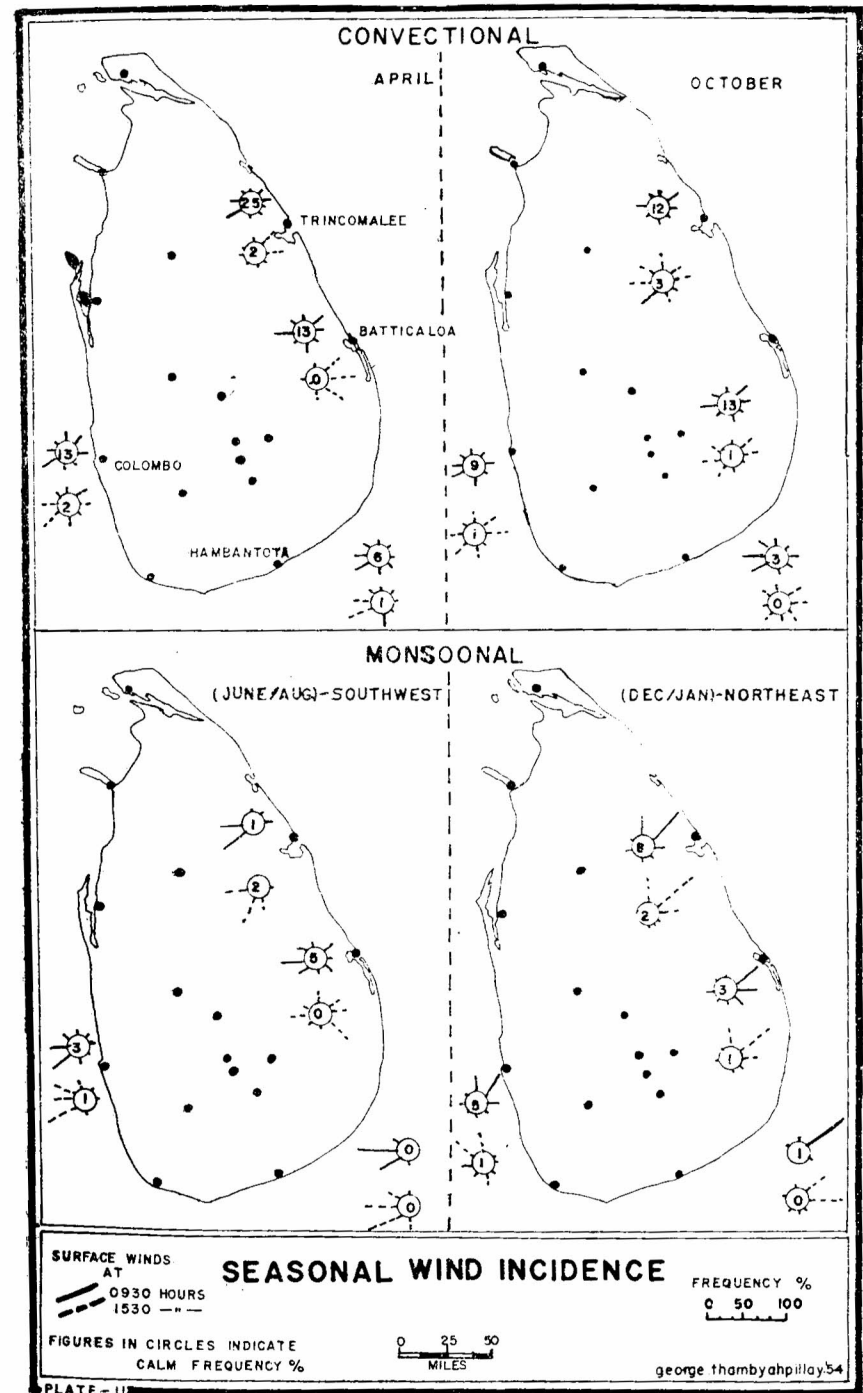 CONVECTIONAL
APRIL
OCTOBER
25
TRINCOMALEE
2
13
BATTICALOA
0
13
COLOMBO
2
HAMBANTOTA
6
1
12
3
13
1
9
1
3
0
MONSOONAL
(JUNE/AUG)-SOUTHWEST
(DEC/JAN)-NORTHEAST
1
2
5
0
3
1
0
0
2
3
1
1
1
0
SURFACE WINDS
AT
0930 HOURS
1530 —"—
SEASONAL WIND INCIDENCE
FREQUENCY %
0 50 100
FIGURES IN CIRCLES INDICATE
CALM FREQUENCY %
0 25 50
MILES
george thambyahpillay '54